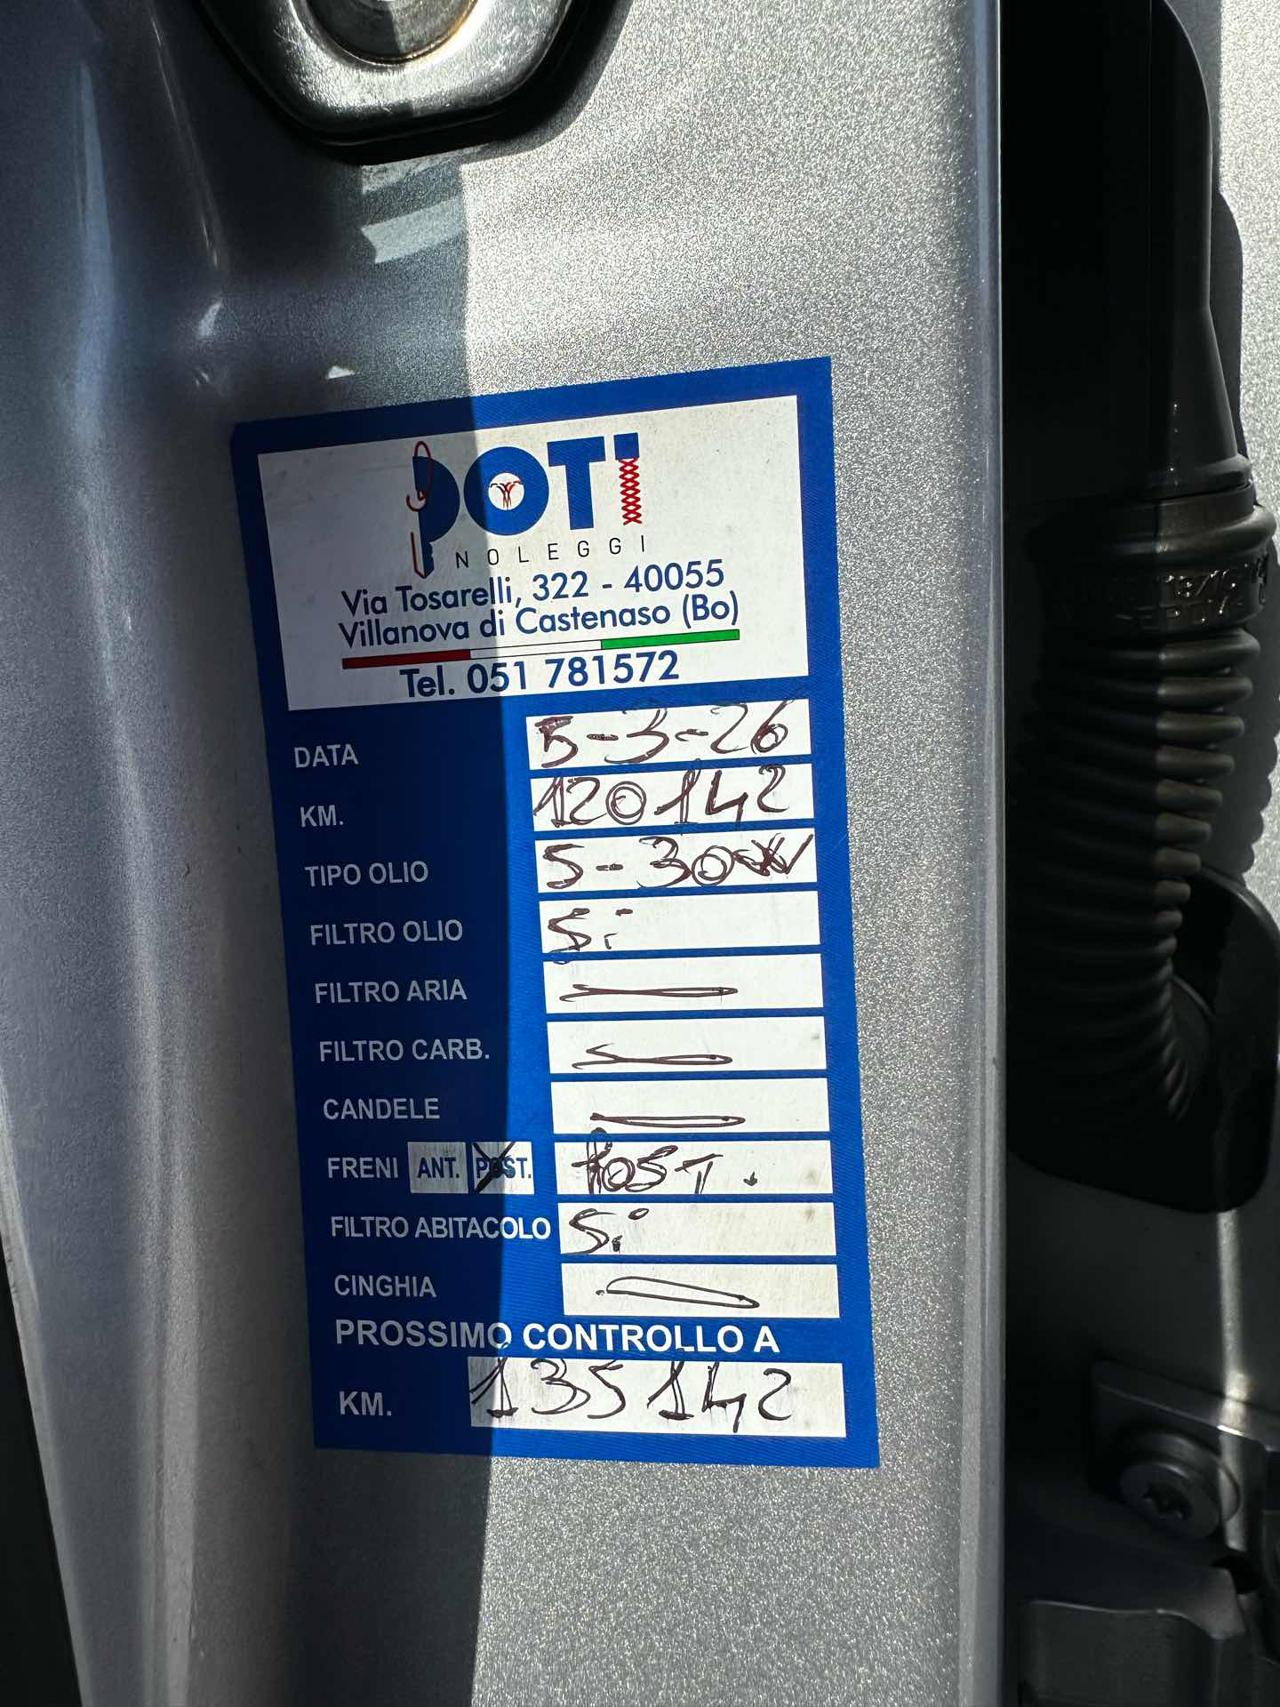 POTI
NOLEGGI
Via Tosarelli, 322 - 40055
Villanova di Castenaso (Bo)
Tel. 051 781572
DATA 5-3-26
KM. 120142
TIPO OLIO 5-30W
FILTRO OLIO Si
FILTRO ARIA
FILTRO CARB.
CANDELE
FRENI ANT. POST. POST.
FILTRO ABITACOLO Si
CINGHIA
PROSSIMO CONTROLLO A
KM. 135142